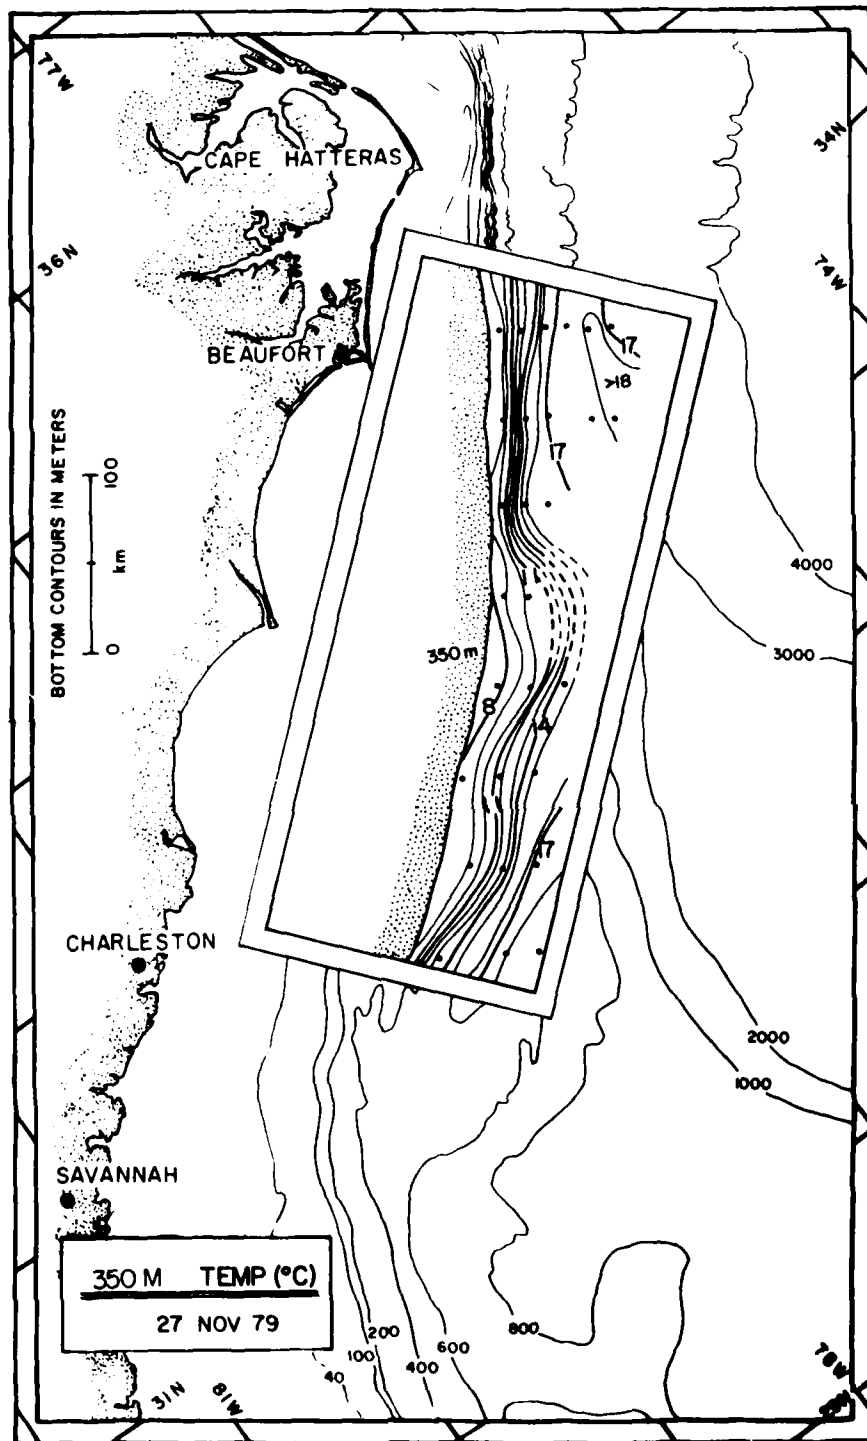 77W
34N
CAPE HATTERAS
36N
74W
BEAUFORT
17
>18
17
BOTTOM CONTOURS IN METERS
100
km
0
4000
350m
3000
8
14
17
CHARLESTON
2000
1000
SAVANNAH
350 M TEMP (°C)
27 NOV 79
200
100
40
400
600
800
31N
81W
78W